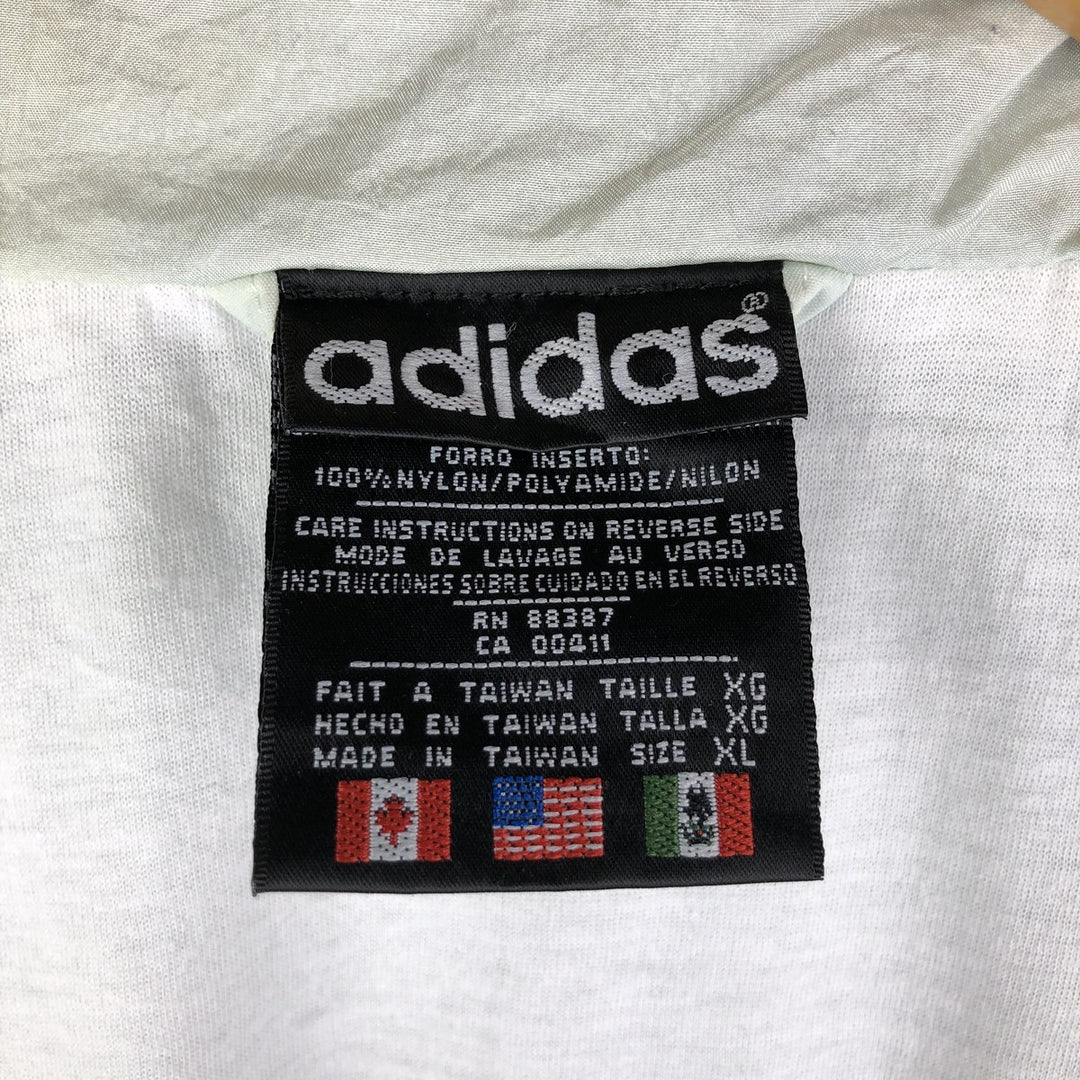 adidas®
FORRO INSERTO:
100%NYLON/POLYAMIDE/NILON
CARE INSTRUCTIONS ON REVERSE SIDE
MODE DE LAVAGE AU VERSO
INSTRUCCIONES SOBRE CUIDADO EN EL REVERSO
RN 88387
CA 00411
FAIT A TAIWAN TAILLE XG
HECHO EN TAIWAN TALLA XG
MADE IN TAIWAN SIZE XL